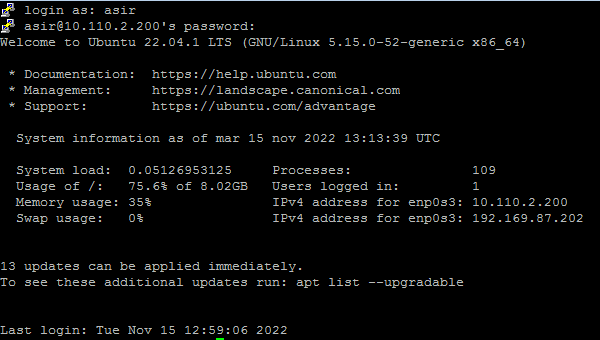 login as: asir
asir@10.110.2.200's password:
Welcome to Ubuntu 22.04.1 LTS (GNU/Linux 5.15.0-52-generic x86_64)
* Documentation: https://help.ubuntu.com
* Management: https://landscape.canonical.com
* Support: https://ubuntu.com/advantage
System information as of mar 15 nov 2022 13:13:39 UTC
System load: 0.05126953125 Processes: 109
Usage of /: 75.6% of 8.02GB Users logged in: 1
Memory usage: 35% IPv4 address for enp0s3: 10.110.2.200
Swap usage: 0% IPv4 address for enp0s3: 192.169.87.202
13 updates can be applied immediately.
To see these additional updates run: apt list --upgradable
Last login: Tue Nov 15 12:59:06 2022